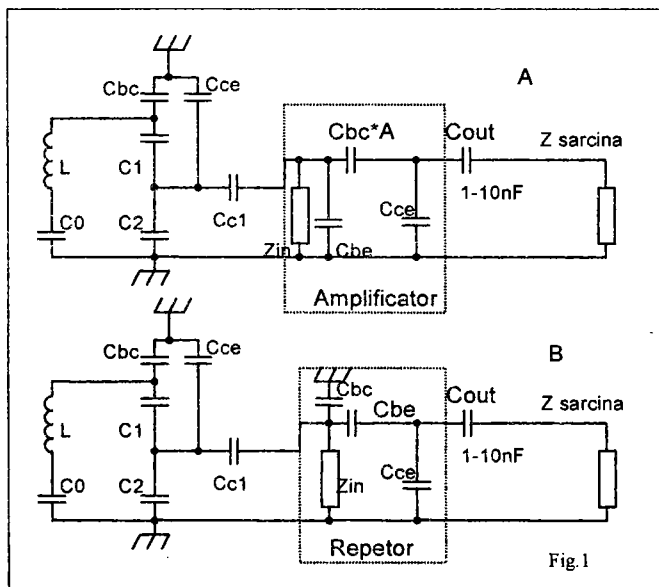 A
Cbc
Cce
Cbc*A
Cout
Z sarcina
L
C1
1-10nF
C0
C2
Cc1
Cce
Zin
Cbe
Amplificator
B
Cbc
Cce
Cbc
Cbe
Cout
Z sarcina
L
C1
1-10nF
C0
C2
Cc1
Zin
Cce
Repetor
Fig.1